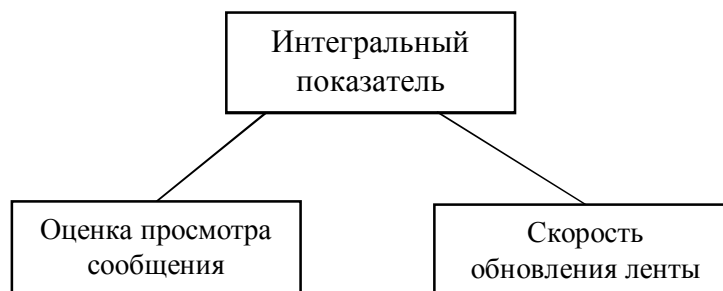 Интегральный
показатель
Оценка просмотра
сообщения
Скорость
обновления ленты